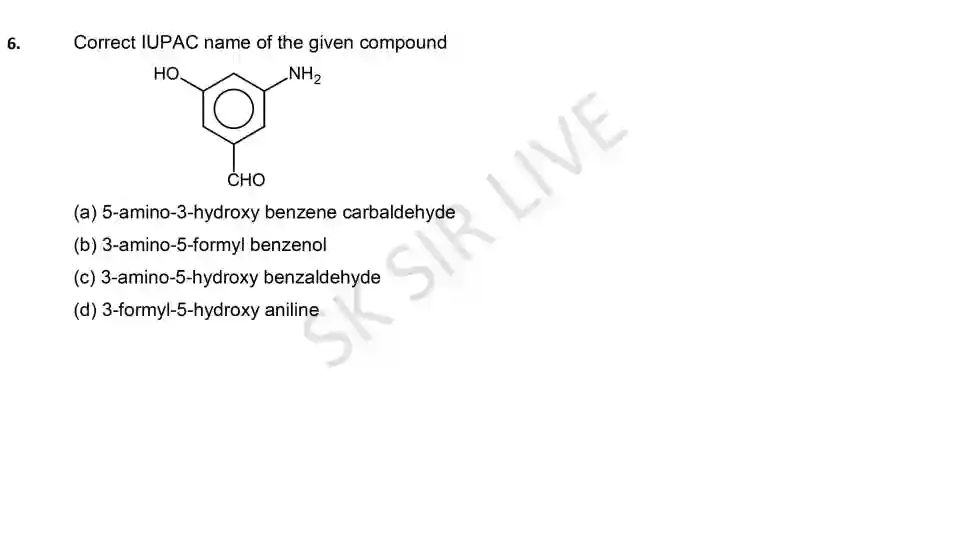 6. Correct IUPAC name of the given compound
HO NH2
CHO
(a) 5-amino-3-hydroxy benzene carbaldehyde
(b) 3-amino-5-formyl benzenol
(c) 3-amino-5-hydroxy benzaldehyde
(d) 3-formyl-5-hydroxy aniline
SK SIR LIVE